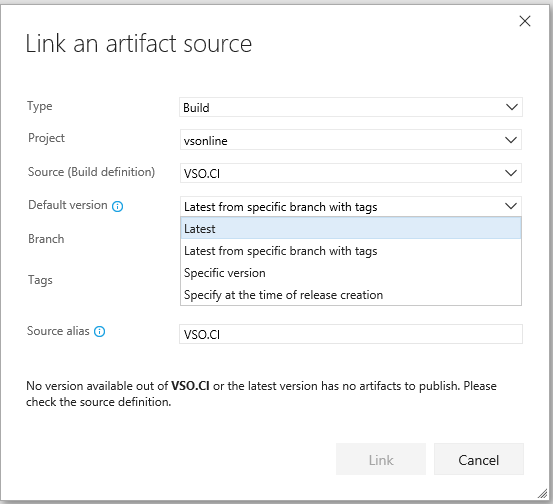 Link an artifact source
Type
Build
Project
vsonline
Source (Build definition)
VSO.CI
Default version
Latest from specific branch with tags
Latest
Latest from specific branch with tags
Specific version
Specify at the time of release creation
Branch
Tags
Source alias
VSO.CI
No version available out of VSO.CI or the latest version has no artifacts to publish. Please
check the source definition.
Link
Cancel